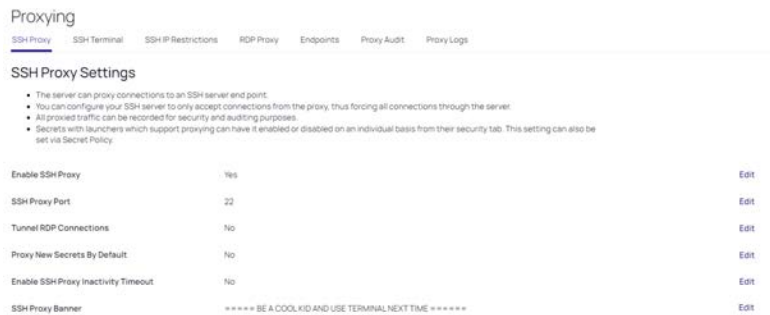 Proxying
SSH Proxy SSH Terminal SSH IP Restrictions RDP Proxy Endpoints Proxy Audit Proxy Logs
SSH Proxy Settings
• The server can proxy connections to an SSH server end point.
• You can configure your SSH server to only accept connections from the proxy, thus forcing all connections through the server.
• All proxied traffic can be recorded for security and auditing purposes.
• Secrets with launchers which support proxying can have it enabled or disabled on an individual basis from their security tab. This setting can also be
set via Secret Policy.
Enable SSH Proxy Yes Edit
SSH Proxy Port 22 Edit
Tunnel RDP Connections No Edit
Proxy New Secrets By Default No Edit
Enable SSH Proxy Inactivity Timeout No Edit
SSH Proxy Banner ===== BE A COOL KID AND USE TERMINAL NEXT TIME ====== Edit